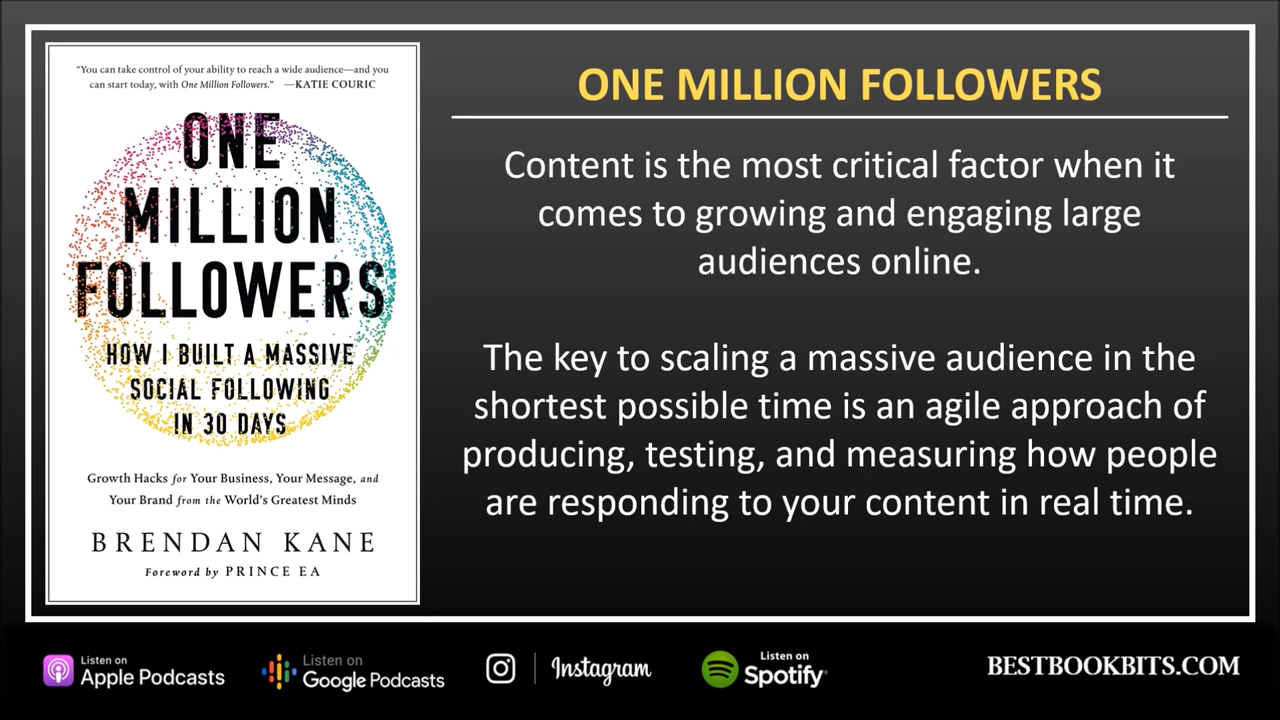 “You can take control of your ability to reach a wide audience—and you
can start today, with One Million Followers.” —KATIE COURIC
ONE
MILLION
FOLLOWERS
HOW I BUILT A MASSIVE
SOCIAL FOLLOWING
IN 30 DAYS
Growth Hacks for Your Business, Your Message, and
Your Brand from the World’s Greatest Minds
BRENDAN KANE
Foreword by PRINCE EA
ONE MILLION FOLLOWERS
Content is the most critical factor when it
comes to growing and engaging large
audiences online.
The key to scaling a massive audience in the
shortest possible time is an agile approach of
producing, testing, and measuring how people
are responding to your content in real time.
Listen on
Apple Podcasts
Listen on
Google Podcasts
Instagram
Listen on
Spotify
BESTBOOKBITS.COM